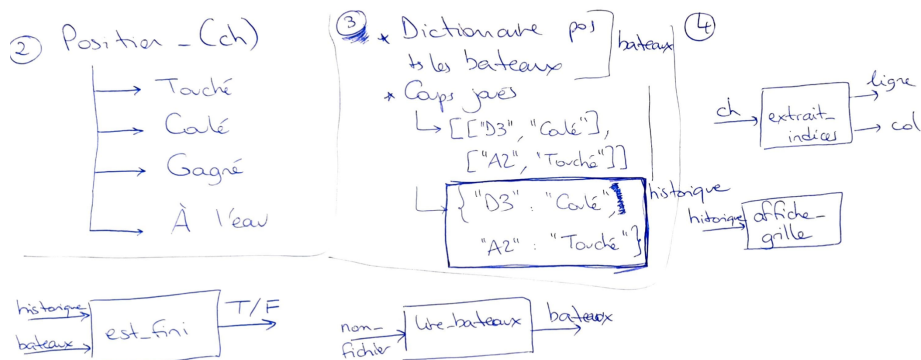 ② Position _ (ch)
Touché
Coulé
Gagné
À l'eau
③ * Dictionnaire pos
ts les bateaux
bateaux
* Coups joués
[["D3", "Coulé"],
["A2", "Touché"]]
{"D3" : "Coulé",
"A2" : "Touché"}
historique
④
ch
extrait_
indices
ligne
col
historique
affiche_
grille
historique
bateaux
est_fini
T/F
nom_
fichier
lire_bateaux
bateaux